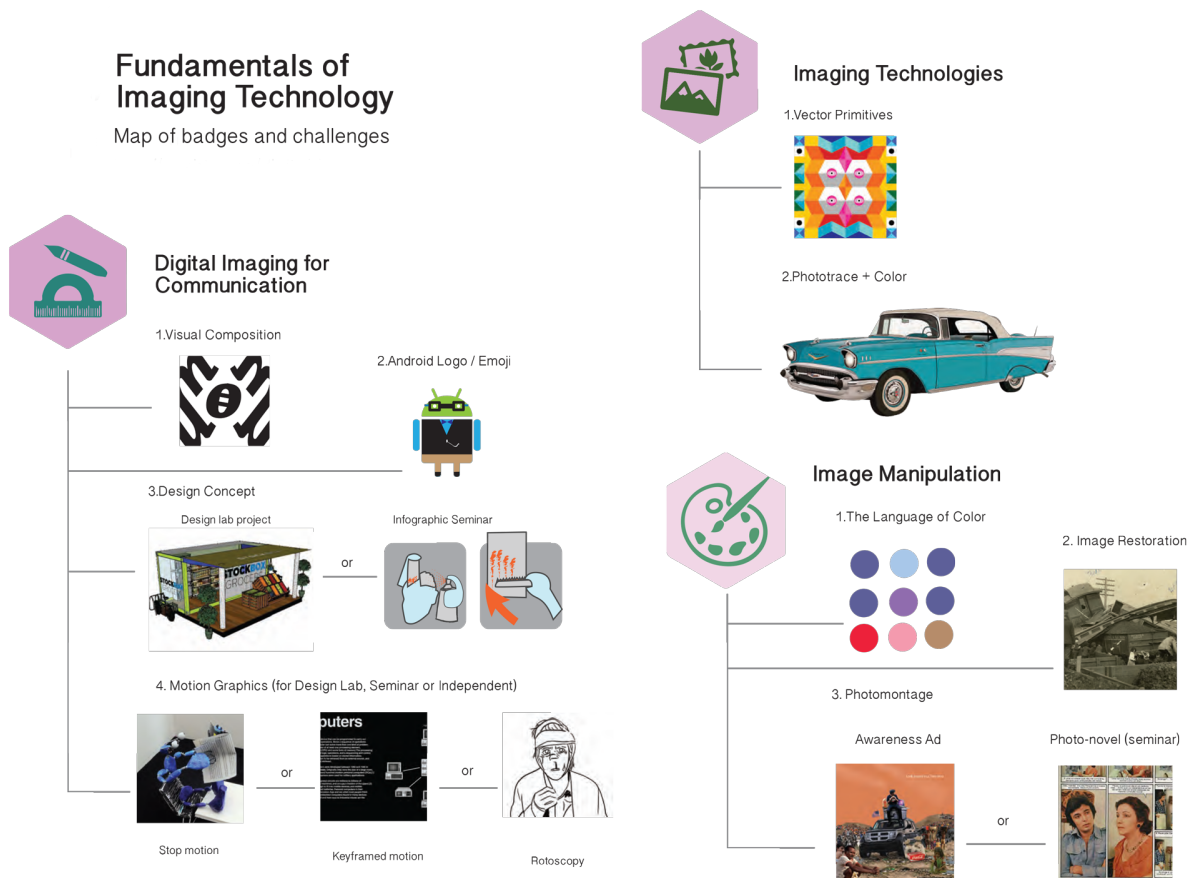 Fundamentals of
Imaging Technology
Map of badges and challenges
Digital Imaging for
Communication
1.Visual Composition
2.Android Logo / Emoji
3.Design Concept
Design lab project
STOCKBOX
GROCERS
or
Infographic Seminar
4. Motion Graphics (for Design Lab, Seminar or Independent)
or
puters
or
Stop motion
Keyframed motion
Rotoscopy
Imaging Technologies
1.Vector Primitives
2.Phototrace + Color
Image Manipulation
1.The Language of Color
2. Image Restoration
3. Photomontage
Awareness Ad
or
Photo-novel (seminar)